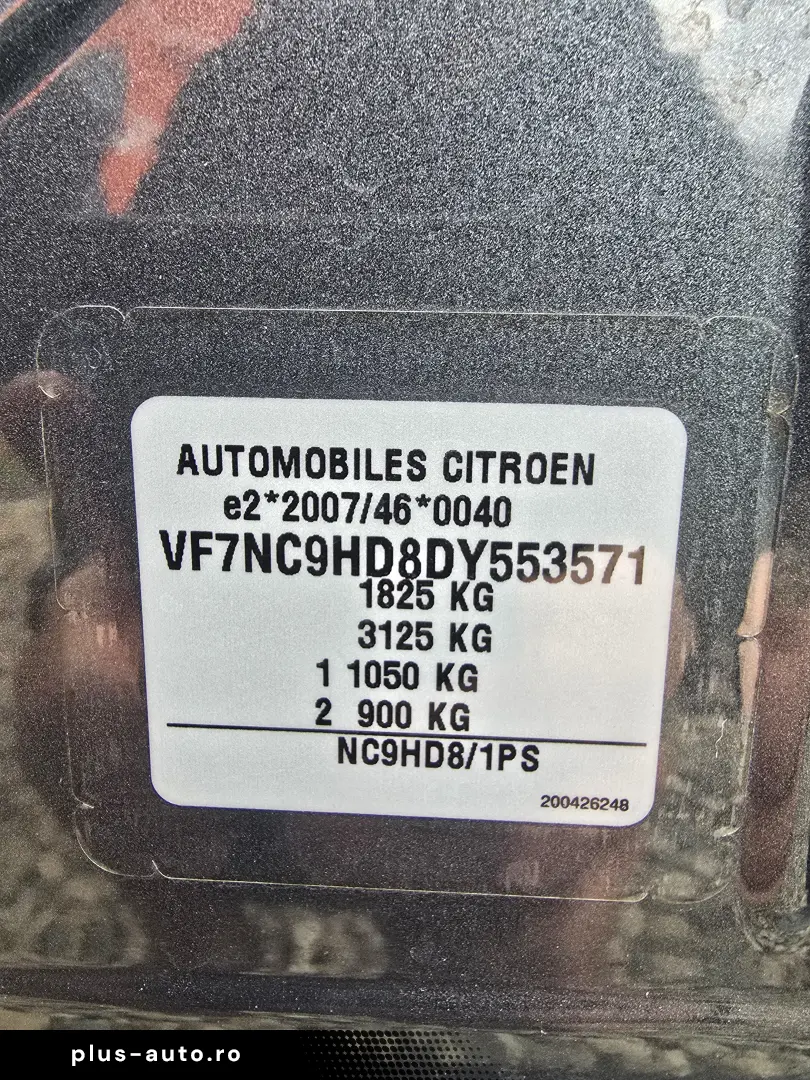 AUTOMOBILES CITROEN
e2*2007/46*0040
VF7NC9HD8DY553571
1825 KG
3125 KG
1 1050 KG
2 900 KG
NC9HD8/1PS
200426248
plus-auto.ro